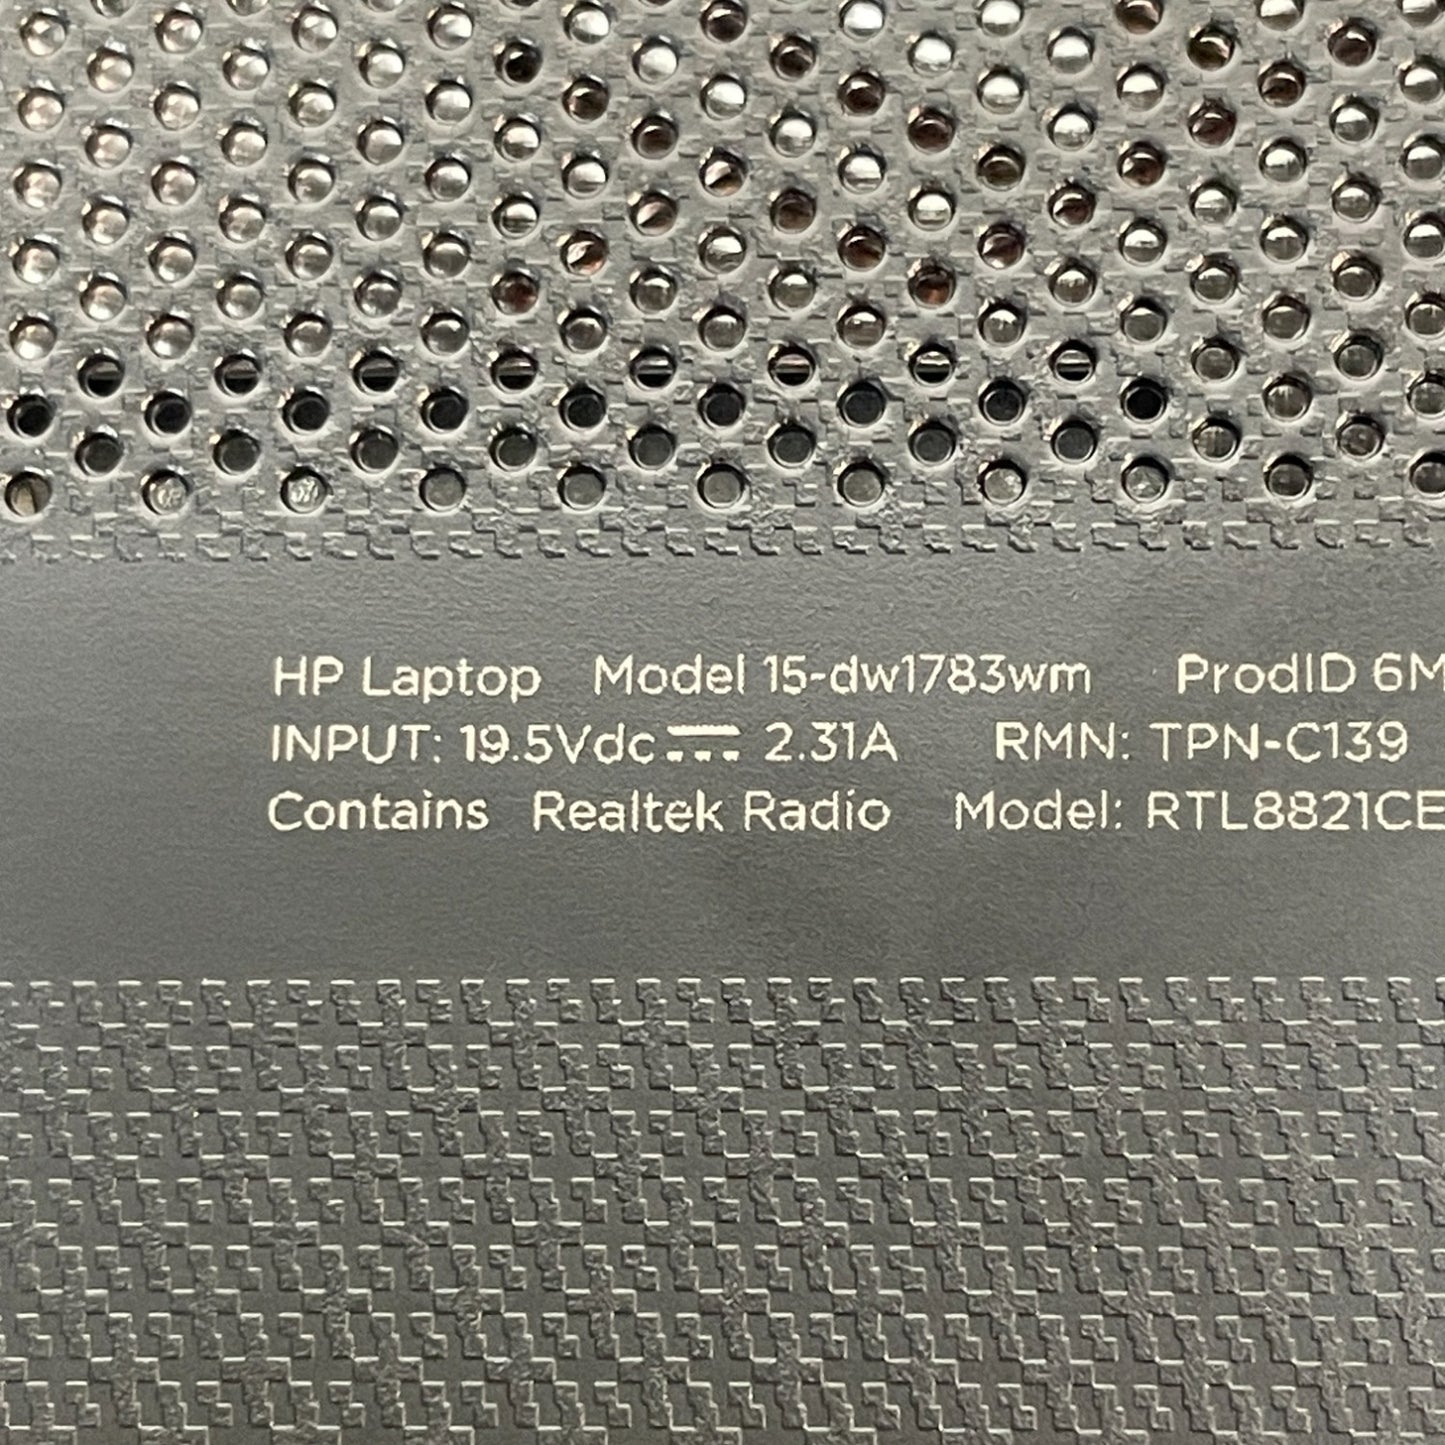 HP Laptop Model 15-dw1783wm ProdID 6M
INPUT: 19.5Vdc⎓2.31A RMN: TPN-C139
Contains Realtek Radio Model: RTL8821CE